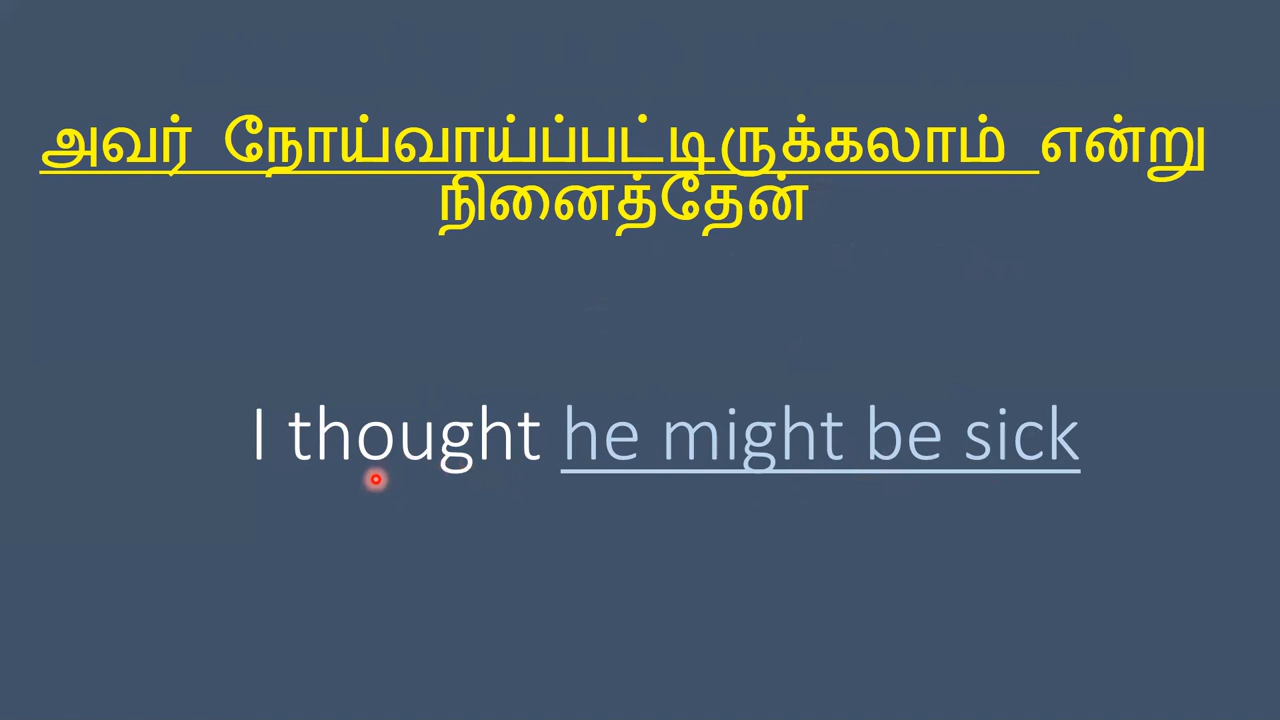 அவர் நோய்வாய்ப்பட்டிருக்கலாம் என்று
நினைத்தேன்
I thought he might be sick